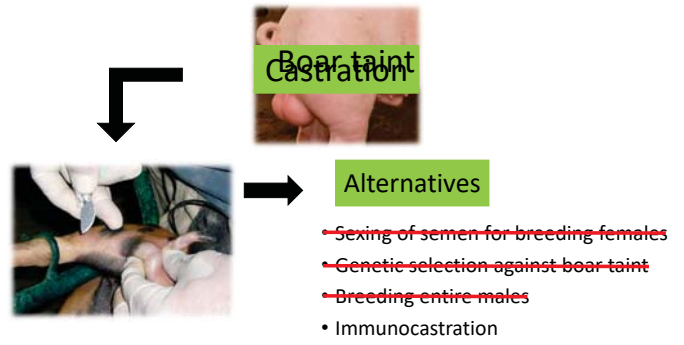 Boar taint
Castration
Alternatives
• Sexing of semen for breeding females
• Genetic selection against boar taint
• Breeding entire males
• Immunocastration